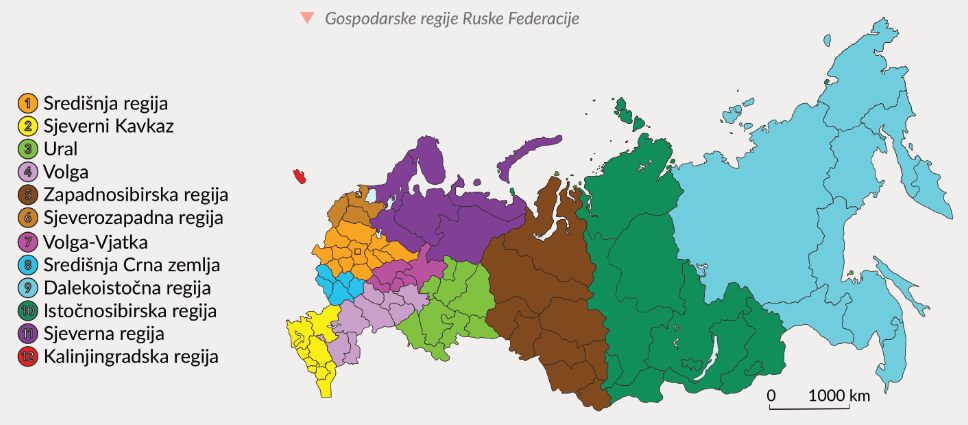 Gospodarske regije Ruske Federacije
1 Središnja regija
2 Sjeverni Kavkaz
3 Ural
4 Volga
5 Zapadnosibirska regija
6 Sjeverozapadna regija
7 Volga-Vjatka
8 Središnja Crna zemlja
9 Dalekoistočna regija
10 Istočnosibirska regija
11 Sjeverna regija
12 Kalinjingradska regija
0 1000 km